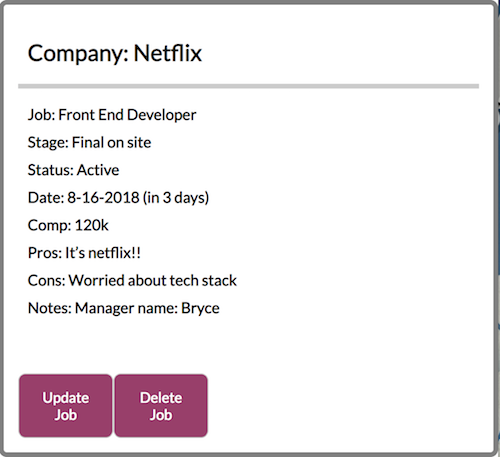 Company: Netflix
Job: Front End Developer
Stage: Final on site
Status: Active
Date: 8-16-2018 (in 3 days)
Comp: 120k
Pros: It’s netflix!!
Cons: Worried about tech stack
Notes: Manager name: Bryce
Update Delete
Job Job